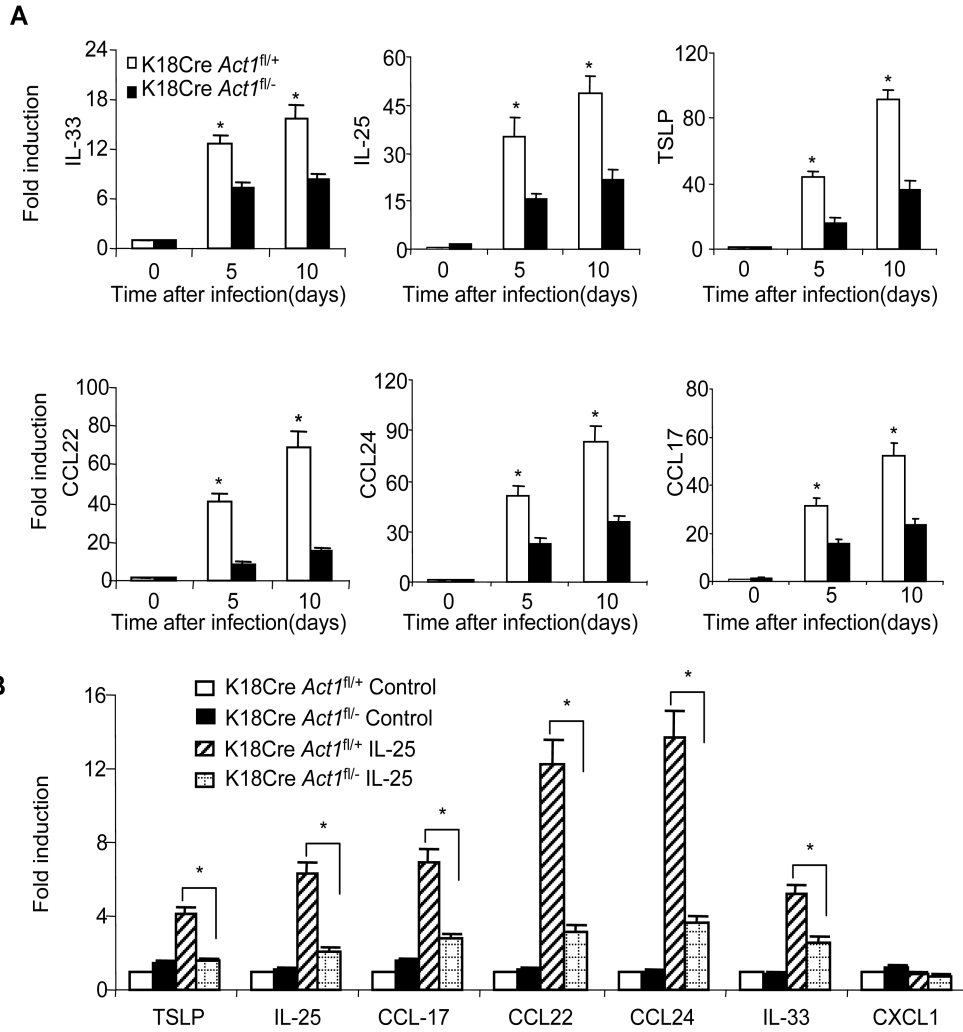 A
24
18
12
6
0
IL-33
Fold induction
K18Cre Act1fl/+
K18Cre Act1fl/-
*
*
0 5 10
Time after infection(days)
60
45
30
15
0
IL-25
*
*
0 5 10
Time after infection(days)
120
80
40
0
TSLP
*
*
0 5 10
Time after infection(days)
100
80
60
40
20
0
CCL22
Fold induction
*
*
0 5 10
Time after infection(days)
120
90
60
30
0
CCL24
*
*
0 5 10
Time after infection(days)
80
60
40
20
0
CCL17
*
*
0 5 10
Time after infection(days)
B
K18Cre Act1fl/+ Control
K18Cre Act1fl/- Control
K18Cre Act1fl/+ IL-25
K18Cre Act1fl/- IL-25
16
12
8
4
0
Fold induction
* * * * * *
TSLP IL-25 CCL-17 CCL22 CCL24 IL-33 CXCL1